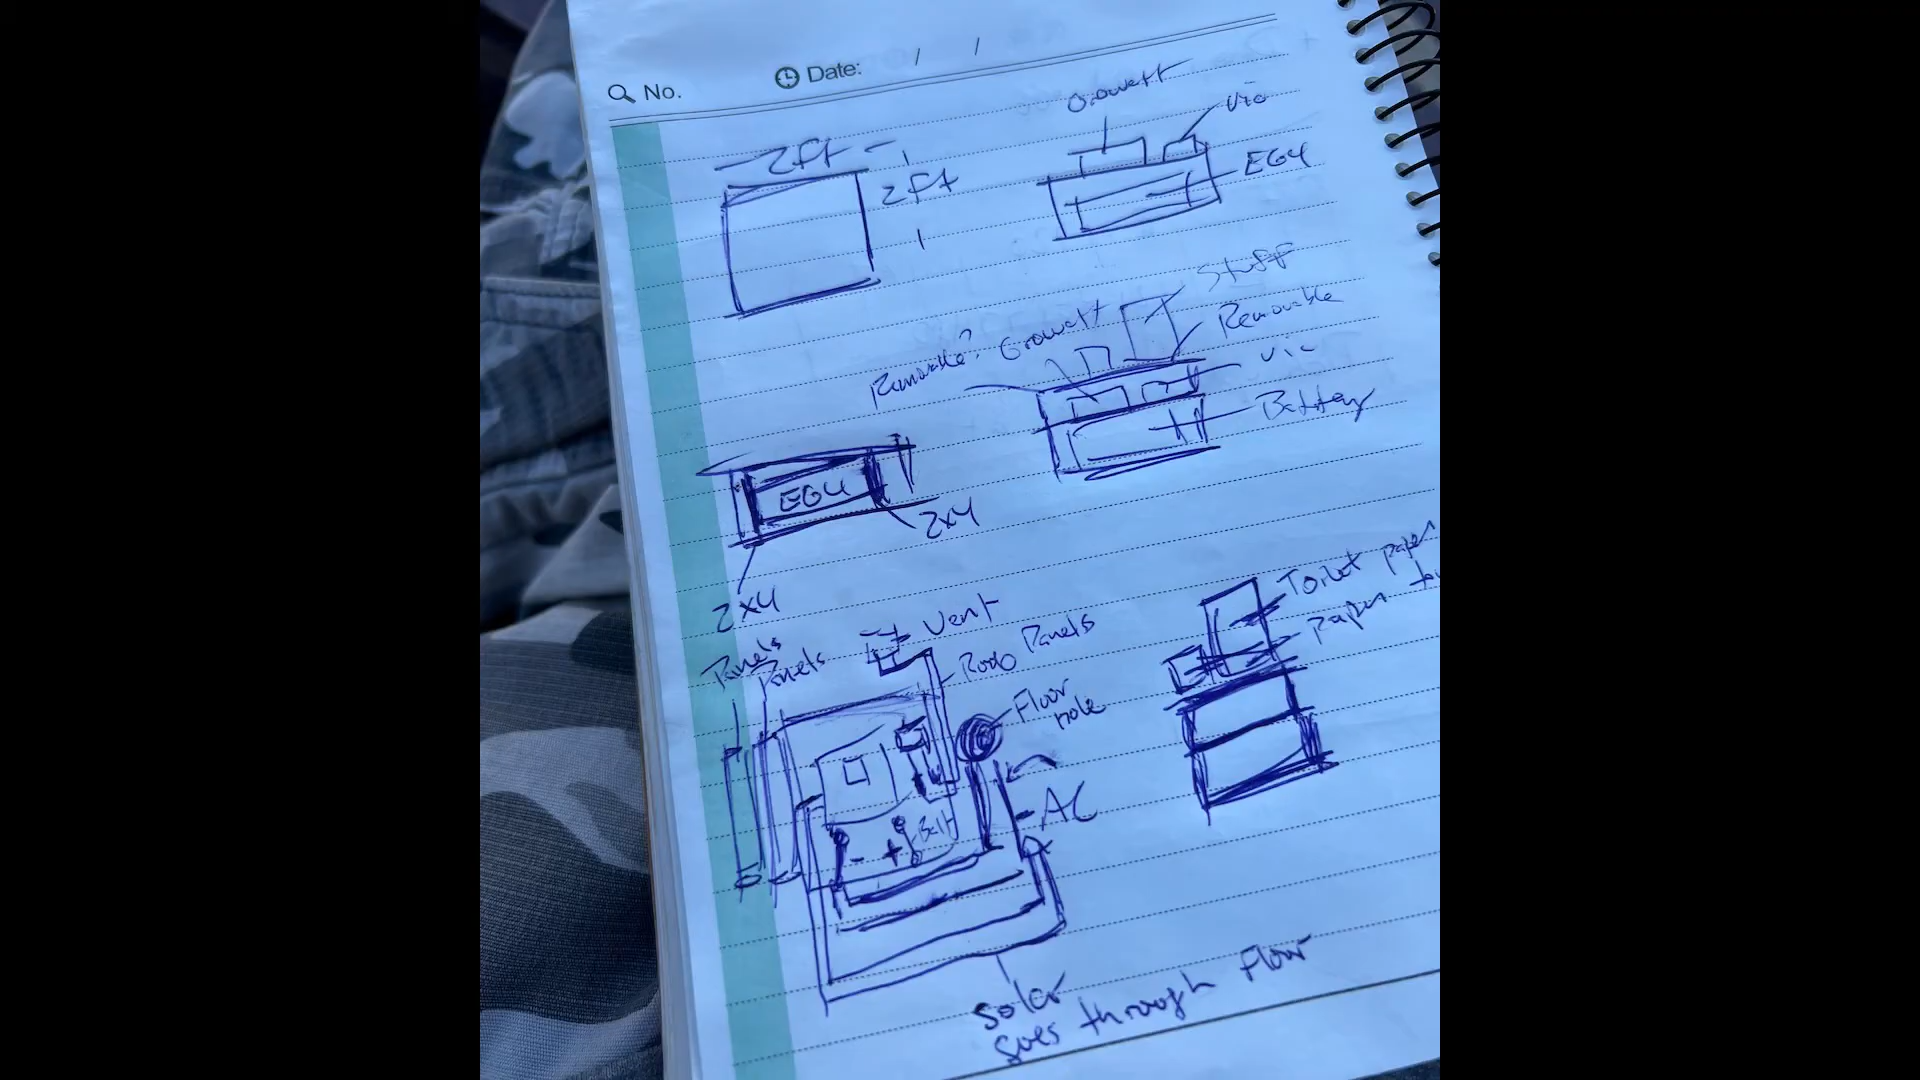 No.
Date: / /
Growatt
Vic
2ft
2ft
EG4
Stuff
Removable
Removable? Growatt
Vic
Battery
EG4
2x4
2x4
Toilet paper
Paper
Vent
Panels
Panels
Panels
Floor
hole
AC
Batt
- +
Solar
goes through Floor